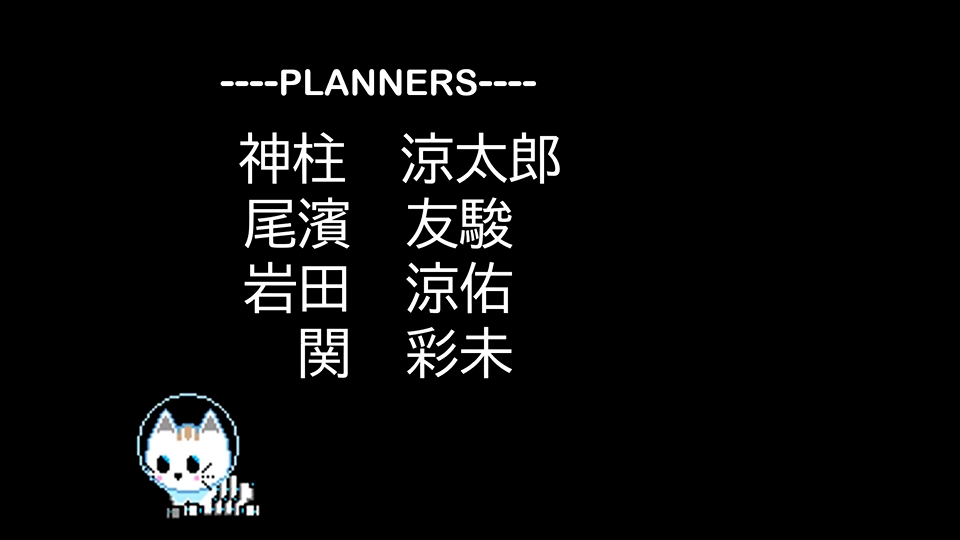 ----PLANNERS----
神柱　涼太郎
尾濱　友駿
岩田　涼佑
関　彩未